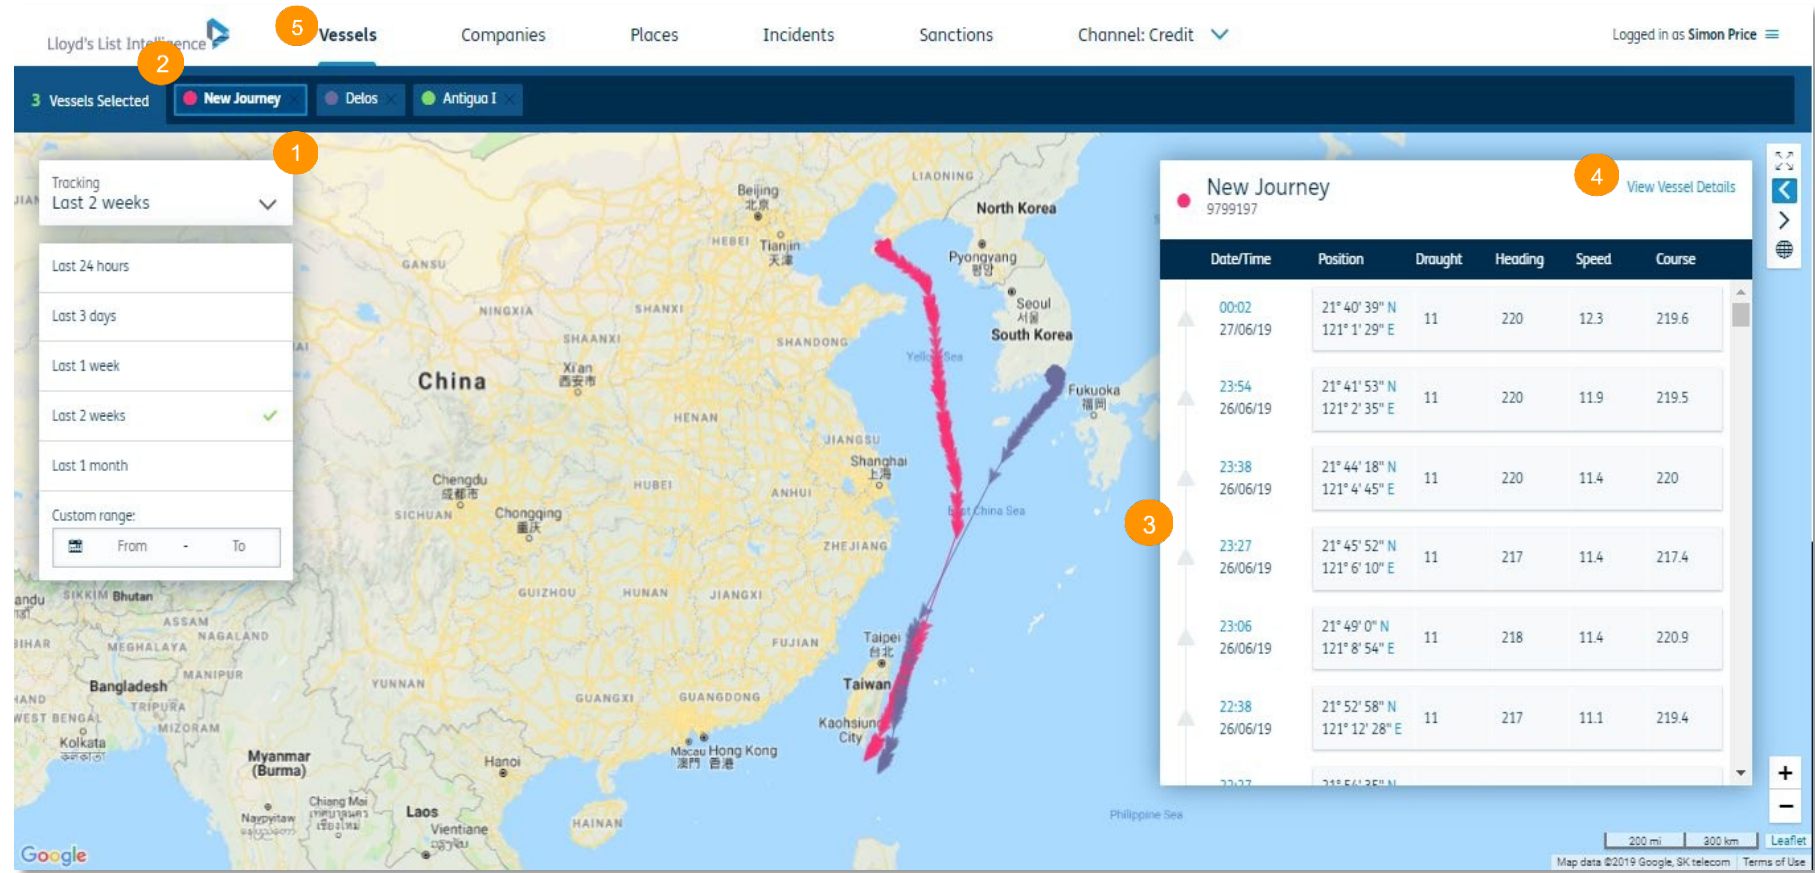 Lloyd's List Intelligence
5
Vessels
Companies
Places
Incidents
Sanctions
Channel: Credit
Logged in as Simon Price
2
3 Vessels Selected
New Journey
Delos
Antigua I
1
Tracking
Last 2 weeks
Last 24 hours
Last 3 days
Last 1 week
Last 2 weeks
Last 1 month
Custom range:
From - To
4
New Journey
9799197
View Vessel Details
Date/Time Position Draught Heading Speed Course
00:02 21° 40' 39" N
27/06/19 121° 1' 29" E 11 220 12.3 219.6
23:54 21° 41' 53" N
26/06/19 121° 2' 35" E 11 220 11.9 219.5
23:38 21° 44' 18" N
26/06/19 121° 4' 45" E 11 220 11.4 220
3
23:27 21° 45' 52" N
26/06/19 121° 6' 10" E 11 217 11.4 217.4
23:06 21° 49' 0" N
26/06/19 121° 8' 54" E 11 218 11.4 220.9
22:38 21° 52' 58" N
26/06/19 121° 12' 28" E 11 217 11.1 219.4
LIAONING
Beijing
北京
North Korea
HEBEI
Tianjin
天津
Pyongyang
평양
GANSU
Seoul
서울
NINGXIA
SHANXI
South Korea
SHAANXI
SHANDONG
Yellow Sea
China
Xi'an
西安市
Fukuoka
福岡
HENAN
JIANGSU
Shanghai
上海
Chengdu
成都市
HUBEI
ANHUI
SICHUAN
Chongqing
重庆
East China Sea
ZHEJIANG
SIKKIM
Bhutan
GUIZHOU
HUNAN
JIANGXI
ASSAM
NAGALAND
MEGHALAYA
FUJIAN
Taipei
台北
MANIPUR
Bangladesh
YUNNAN
Taiwan
TRIPURA
GUANGXI
GUANGDONG
WEST BENGAL
MIZORAM
Kaohsiung
City
Kolkata
Myanmar
(Burma)
Hanoi
Macau
澳門
Hong Kong
香港
Chiang Mai
Naypyitaw
Laos
Vientiane
HAINAN
Philippine Sea
+
−
200 mi 300 km
Leaflet
Google
Map data ©2019 Google, SK telecom
Terms of Use